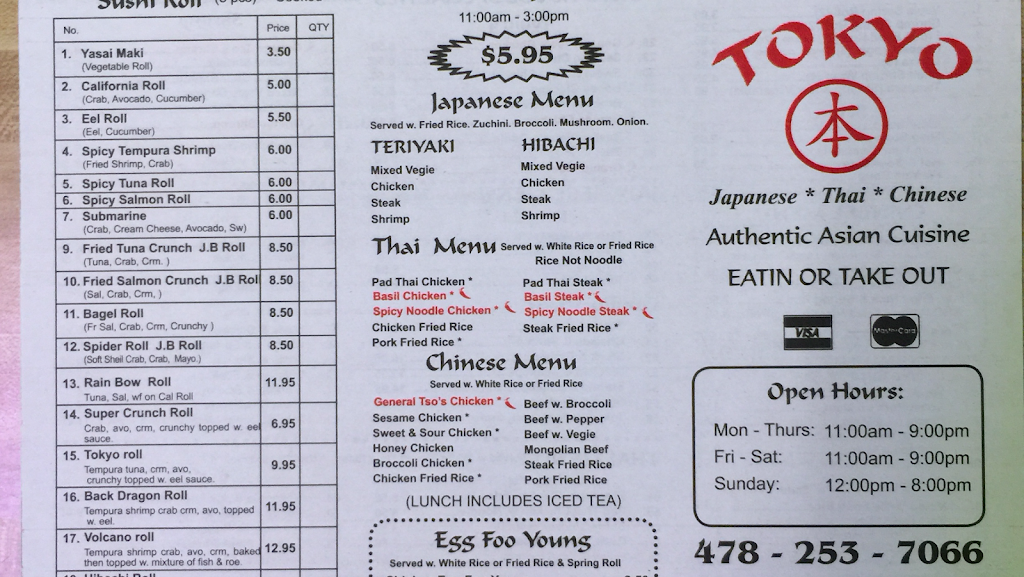 Sushi Roll
No. Price QTY
1. Yasai Maki 3.50
(Vegetable Roll)
2. California Roll 5.00
(Crab, Avocado, Cucumber)
3. Eel Roll 5.50
(Eel, Cucumber)
4. Spicy Tempura Shrimp 6.00
(Fried Shrimp, Crab)
5. Spicy Tuna Roll 6.00
6. Spicy Salmon Roll 6.00
7. Submarine 6.00
(Crab, Cream Cheese, Avocado, Sw)
9. Fried Tuna Crunch J.B Roll 8.50
(Tuna, Crab, Crm. )
10. Fried Salmon Crunch J.B Rol 8.50
(Sal, Crab, Crm, )
11. Bagel Roll 8.50
(Fr Sal, Crab, Crm, Crunchy )
12. Spider Roll J.B Roll 8.50
(Soft Shell Crab, Crab, Mayo.)
13. Rain Bow Roll 11.95
Tuna, Sal, wf on Cal Roll
14. Super Crunch Roll 6.95
Crab, avo, crm, crunchy topped w. eel
sauce.
15. Tokyo roll 9.95
Tempura tuna, crm, avo,
crunchy topped w. eel sauce.
16. Back Dragon Roll 11.95
Tempura shrimp crab crm, avo, topped
w. eel.
17. Volcano roll 12.95
Tempura shrimp crab, avo, crm, baked
then topped w. mixture of fish & roe.
11:00am - 3:00pm
$5.95
Japanese Menu
Served w. Fried Rice. Zuchini. Broccoli. Mushroom. Onion.
TERIYAKI
Mixed Vegie
Chicken
Steak
Shrimp
HIBACHI
Mixed Vegie
Chicken
Steak
Shrimp
Thai Menu Served w. White Rice or Fried Rice
Rice Not Noodle
Pad Thai Chicken *
Basil Chicken *
Spicy Noodle Chicken *
Chicken Fried Rice
Pork Fried Rice *
Pad Thai Steak *
Basil Steak *
Spicy Noodle Steak *
Steak Fried Rice *
Chinese Menu
Served w. White Rice or Fried Rice
General Tso's Chicken *
Sesame Chicken *
Sweet & Sour Chicken *
Honey Chicken
Broccoli Chicken *
Chicken Fried Rice *
Beef w. Broccoli
Beef w. Pepper
Beef w. Vegie
Mongolian Beef
Steak Fried Rice
Pork Fried Rice
(LUNCH INCLUDES ICED TEA)
Egg Foo Young
Served w. White Rice or Fried Rice & Spring Roll
TOKYO
本
Japanese * Thai * Chinese
Authentic Asian Cuisine
EATIN OR TAKE OUT
VISA MasterCard
Open Hours:
Mon - Thurs: 11:00am - 9:00pm
Fri - Sat: 11:00am - 9:00pm
Sunday: 12:00pm - 8:00pm
478 - 253 - 7066